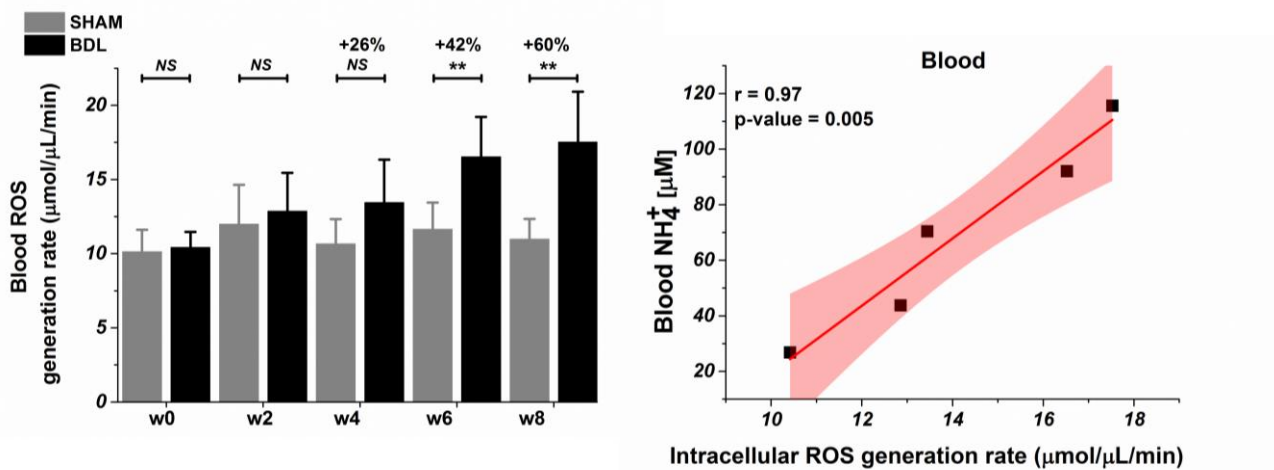 SHAM
BDL
+26% +42% +60%
NS NS NS ** **
Blood ROS
generation rate (μmol/μL/min)
20
15
10
5
0
w0 w2 w4 w6 w8
Blood
r = 0.97
p-value = 0.005
Blood NH4+ [μM]
120
100
80
60
40
20
10 12 14 16 18
Intracellular ROS generation rate (μmol/μL/min)